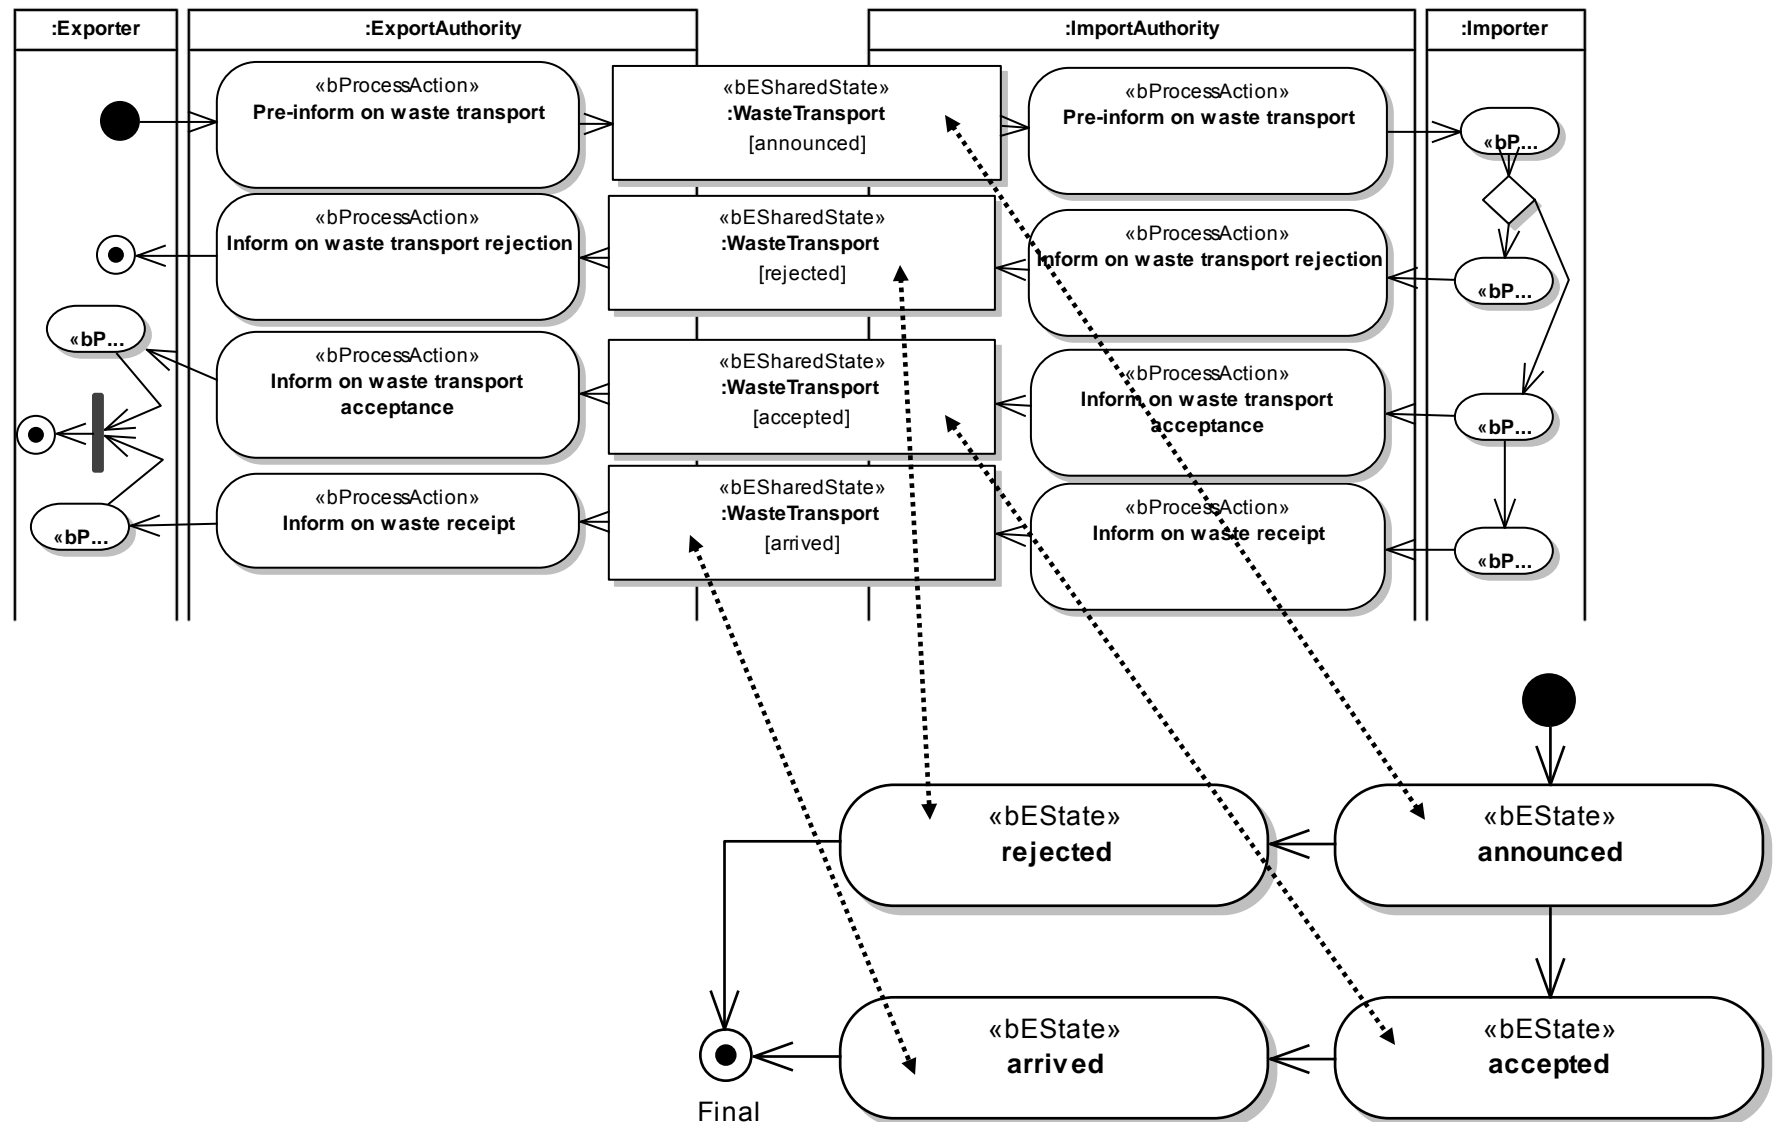 :Exporter
:ExportAuthority
:ImportAuthority
:Importer
«bProcessAction»
Pre-inform on waste transport
«bESharedState»
:WasteTransport
[announced]
«bProcessAction»
Pre-inform on waste transport
«bP...
«bProcessAction»
Inform on waste transport rejection
«bESharedState»
:WasteTransport
[rejected]
«bProcessAction»
Inform on waste transport rejection
«bP...
«bP...
«bProcessAction»
Inform on waste transport
acceptance
«bESharedState»
:WasteTransport
[accepted]
«bProcessAction»
Inform on waste transport
acceptance
«bP...
«bP...
«bProcessAction»
Inform on waste receipt
«bESharedState»
:WasteTransport
[arrived]
«bProcessAction»
Inform on waste receipt
«bP...
«bEState»
rejected
«bEState»
announced
«bEState»
arrived
«bEState»
accepted
Final